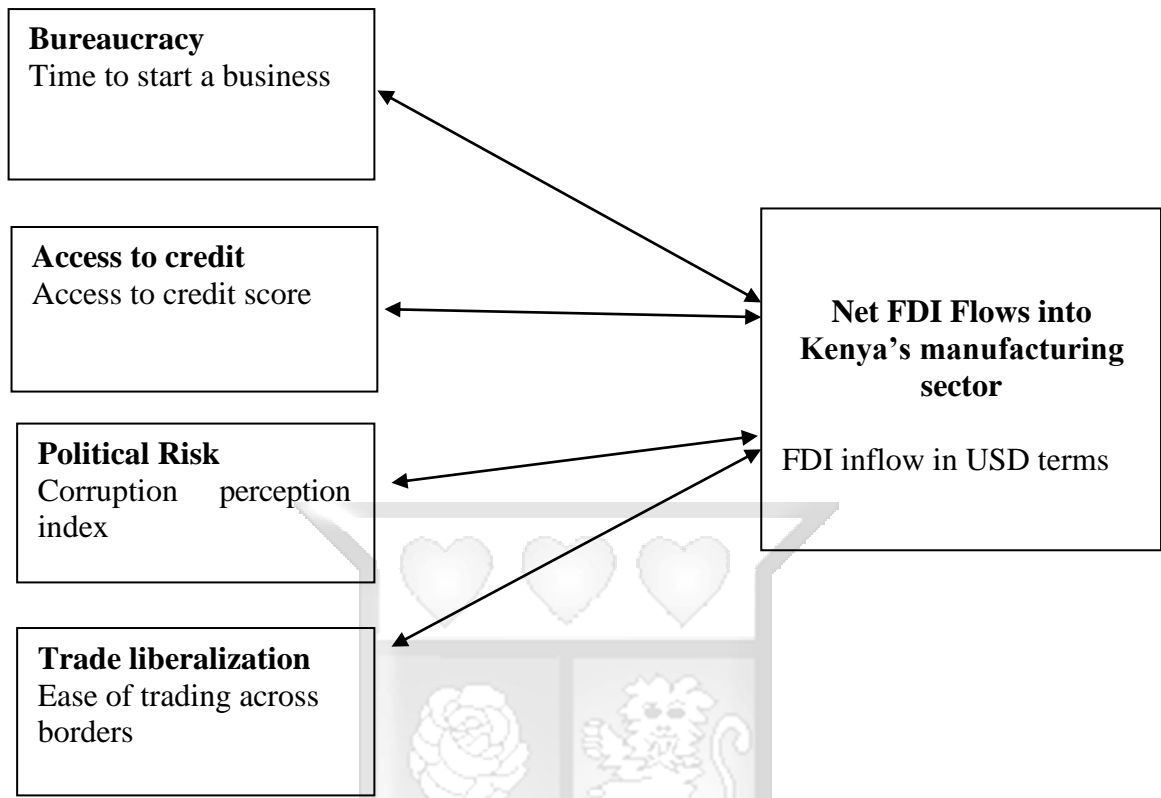 Bureaucracy
Time to start a business
Access to credit
Access to credit score
Political Risk
Corruption perception
index
Trade liberalization
Ease of trading across
borders
Net FDI Flows into
Kenya’s manufacturing
sector
FDI inflow in USD terms